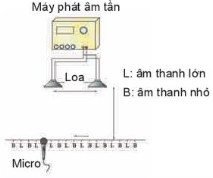 Máy phát âm tần
Loa
L: âm thanh lớn
B: âm thanh nhỏ
L B L B L B L B L B L B L B L B L B
Micro